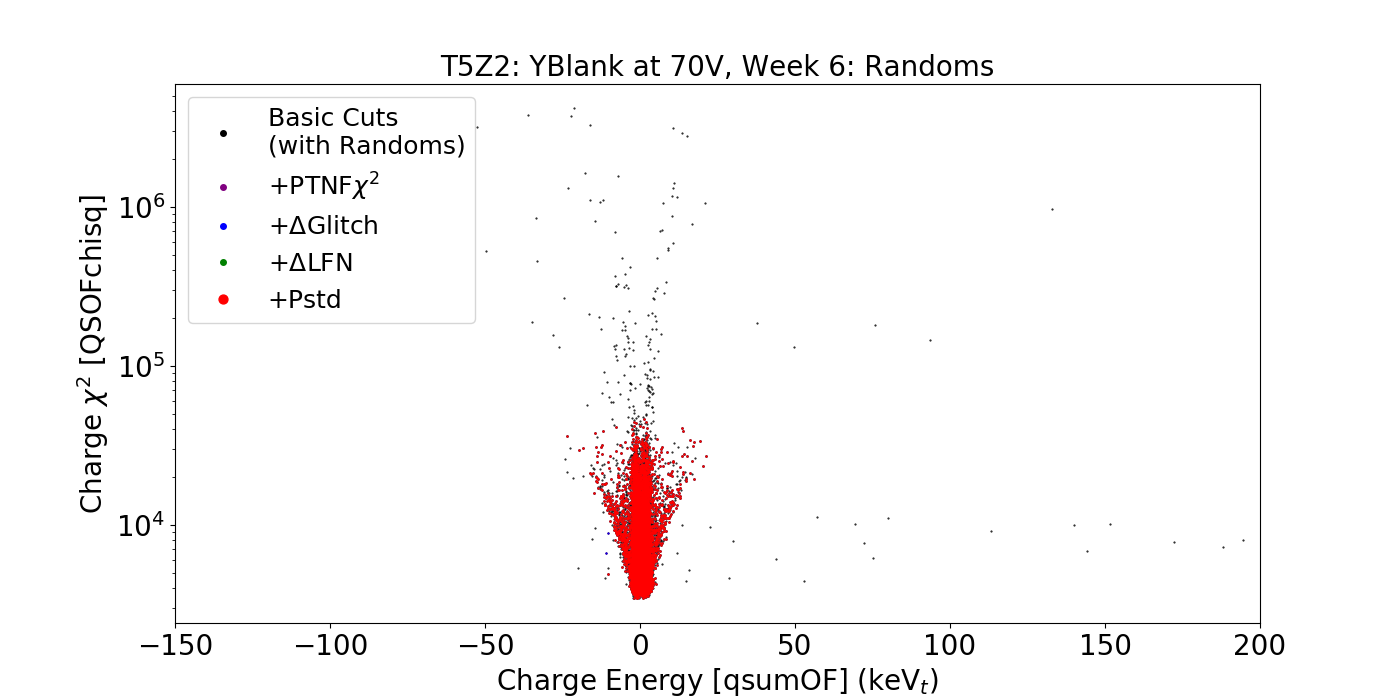 T5Z2: YBlank at 70V, Week 6: Randoms
Basic Cuts
(with Randoms)
+PTNFχ²
+ΔGlitch
+ΔLFN
+Pstd
Charge χ² [QSOFchisq]
10⁶
10⁵
10⁴
−150 −100 −50 0 50 100 150 200
Charge Energy [qsumOF] (keVₜ)